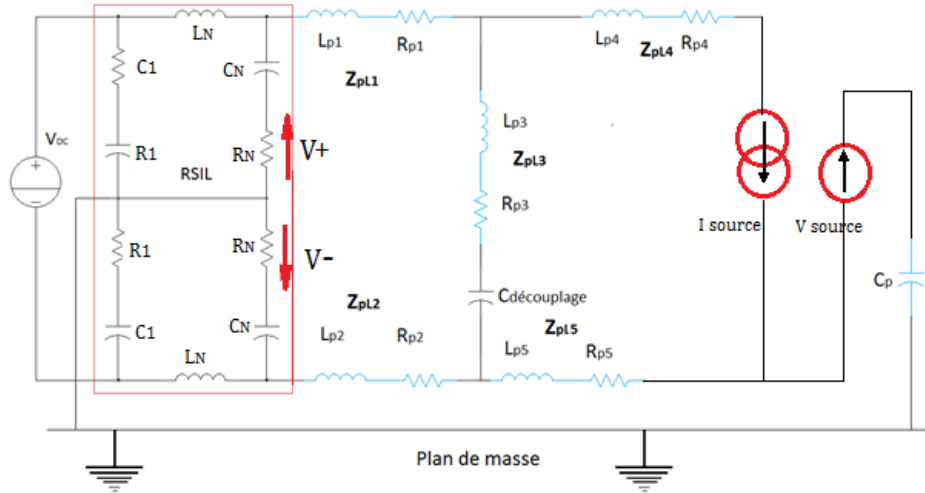 LN
Lp1
Rp1
ZpL1
Lp4
Rp4
ZpL4
C1
CN
VDC
+
−
R1
RN
V+
RSIL
Lp3
ZpL3
Rp3
I source
V source
R1
RN
V−
Cp
C1
CN
LN
ZpL2
Lp2
Rp2
Cdécouplage
ZpL5
Lp5
Rp5
Plan de masse